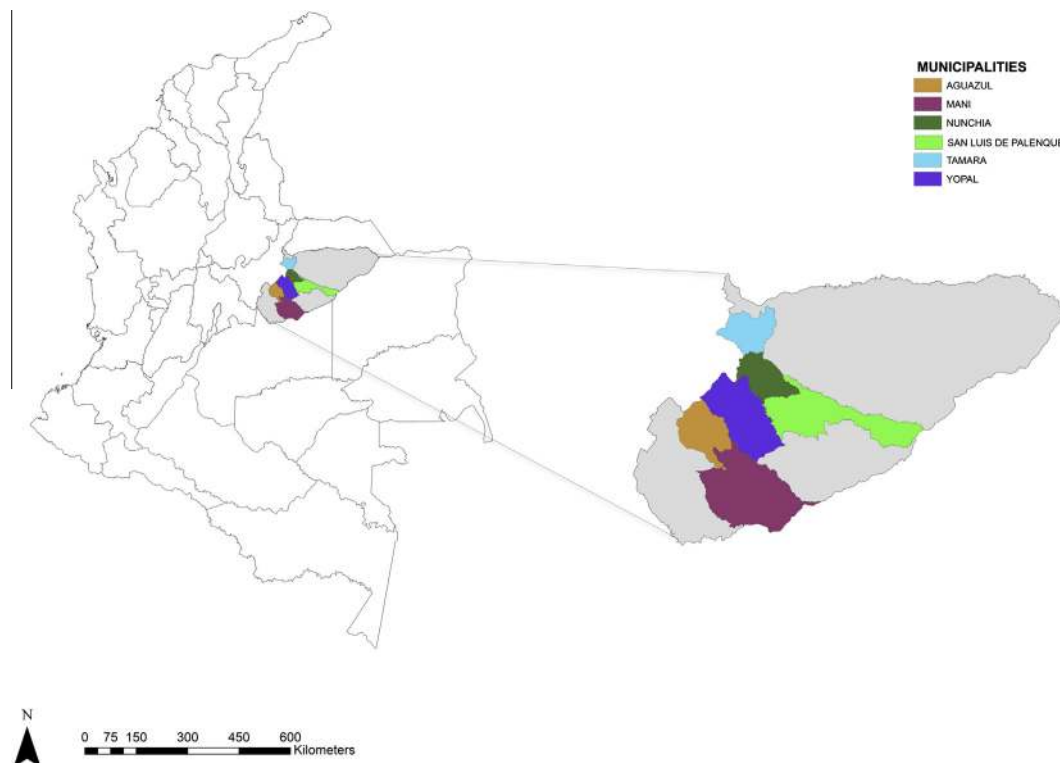 MUNICIPALITIES
AGUAZUL
MANI
NUNCHIA
SAN LUIS DE PALENQUE
TAMARA
YOPAL
N
0 75 150 300 450 600
Kilometers